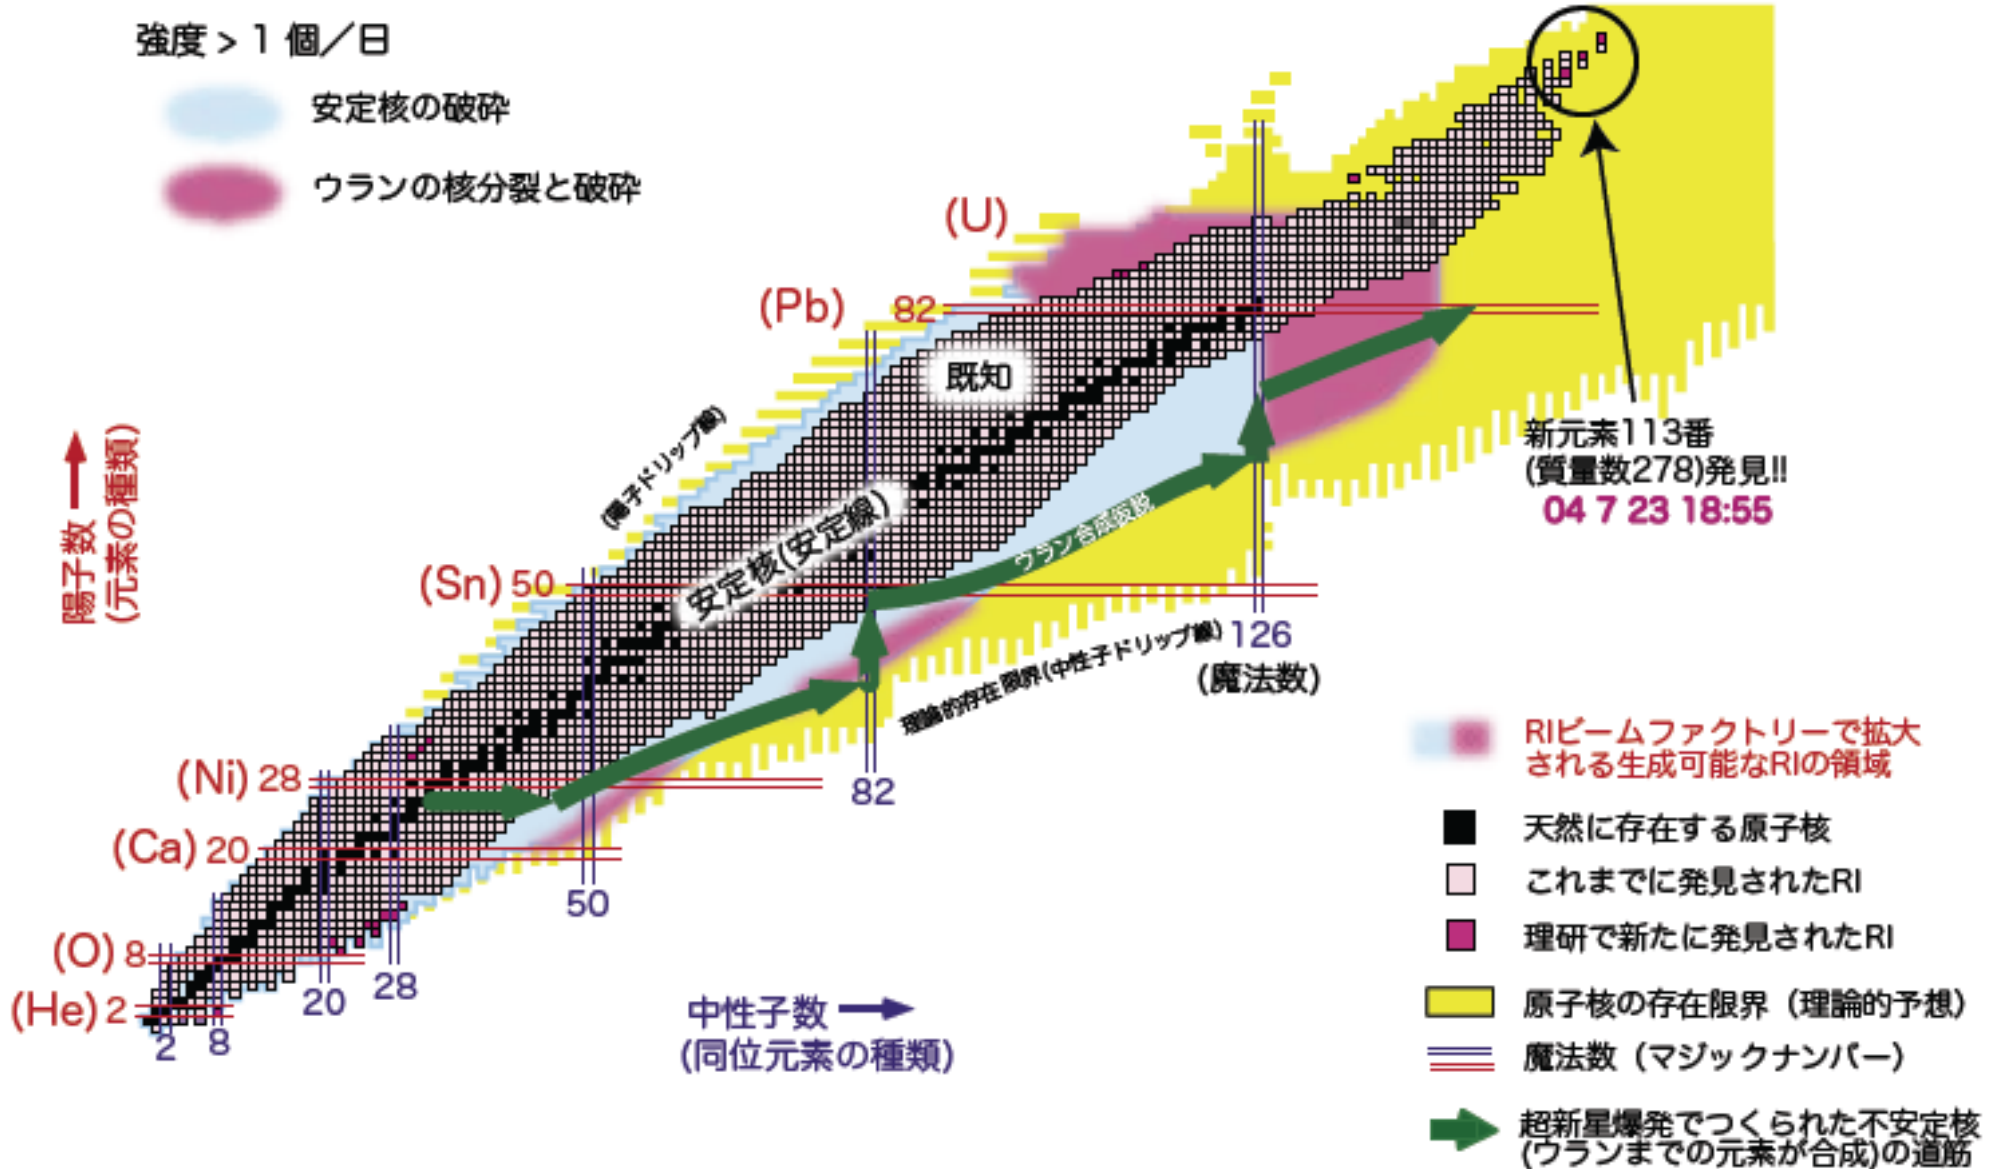 強度 > 1 個／日
安定核の破砕
ウランの核分裂と破砕
(U)
(Pb) 82
既知
(陽子ドリップ線)
安定核(安定線)
新元素113番
(質量数278)発見!!
04 7 23 18:55
ウラン合成仮説
陽子数
(元素の種類)
(Sn) 50
126
(魔法数)
理論的存在限界(中性子ドリップ線)
(Ni) 28
82
(Ca) 20
50
(O) 8
28
20
(He) 2
2
8
中性子数
(同位元素の種類)
RIビームファクトリーで拡大
される生成可能なRIの領域
天然に存在する原子核
これまでに発見されたRI
理研で新たに発見されたRI
原子核の存在限界（理論的予想）
魔法数（マジックナンバー）
超新星爆発でつくられた不安定核
(ウランまでの元素が合成)の道筋